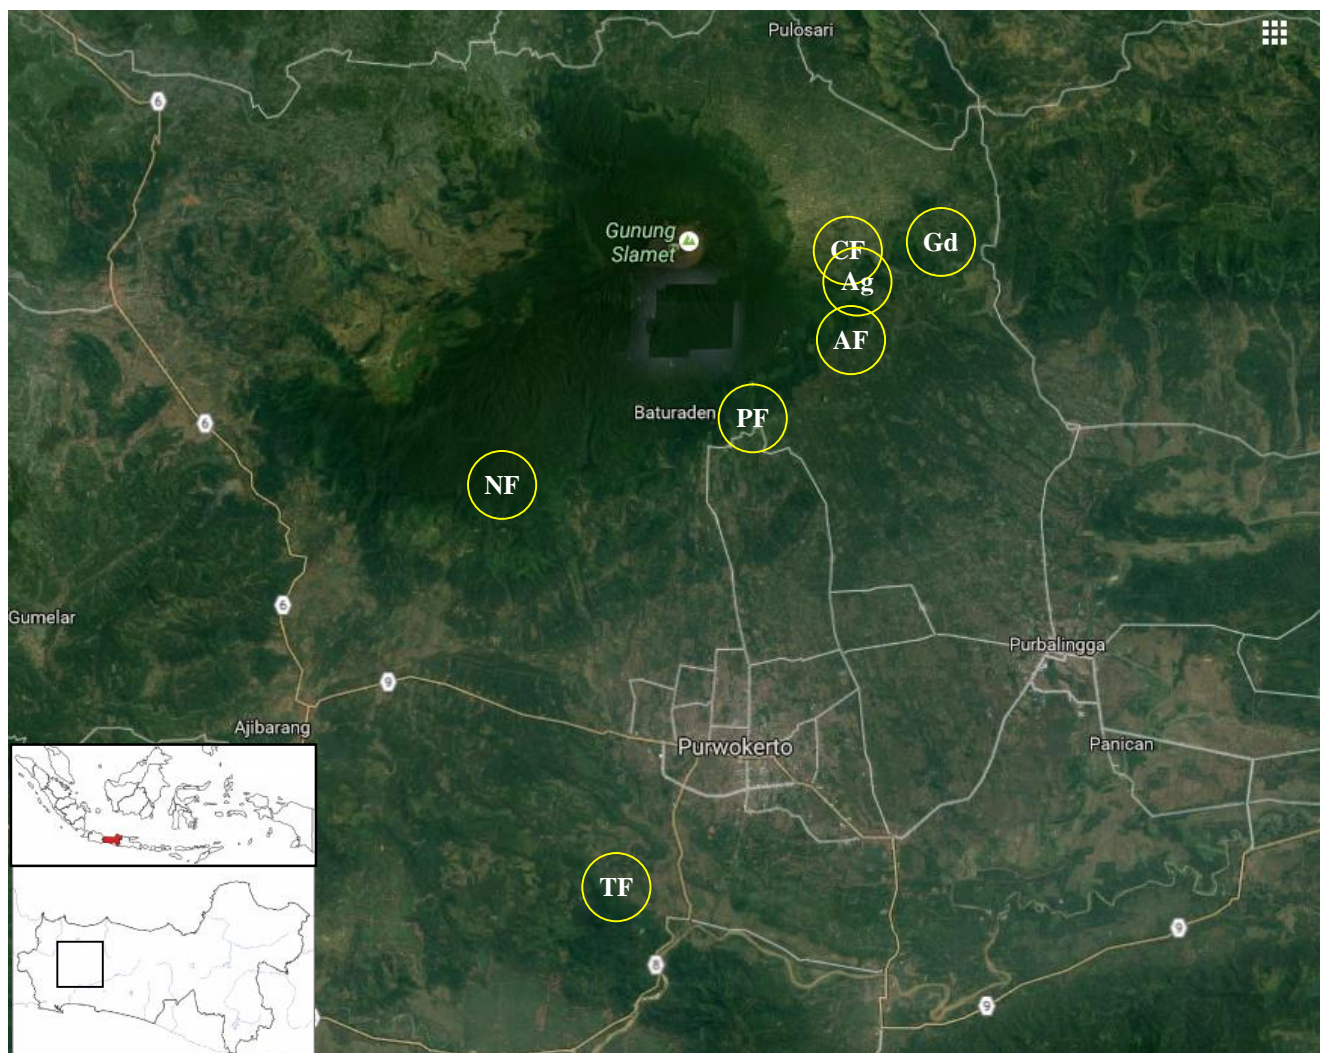 Pulosari
6
Gunung
Slamet
CF
Gd
Ag
AF
Baturaden
PF
6
NF
6
Gumelar
Purbalingga
9
Ajibarang
Purwokerto
Panican
TF
9
8
9